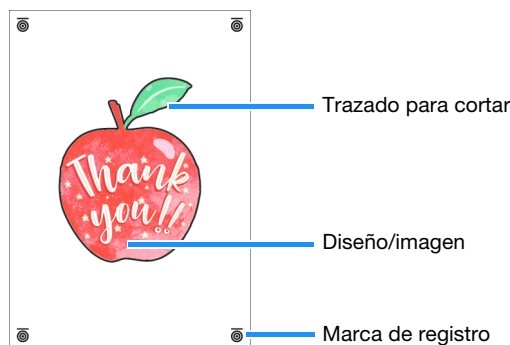 Trazado para cortar
Thank
you!!
Diseño/imagen
Marca de registro